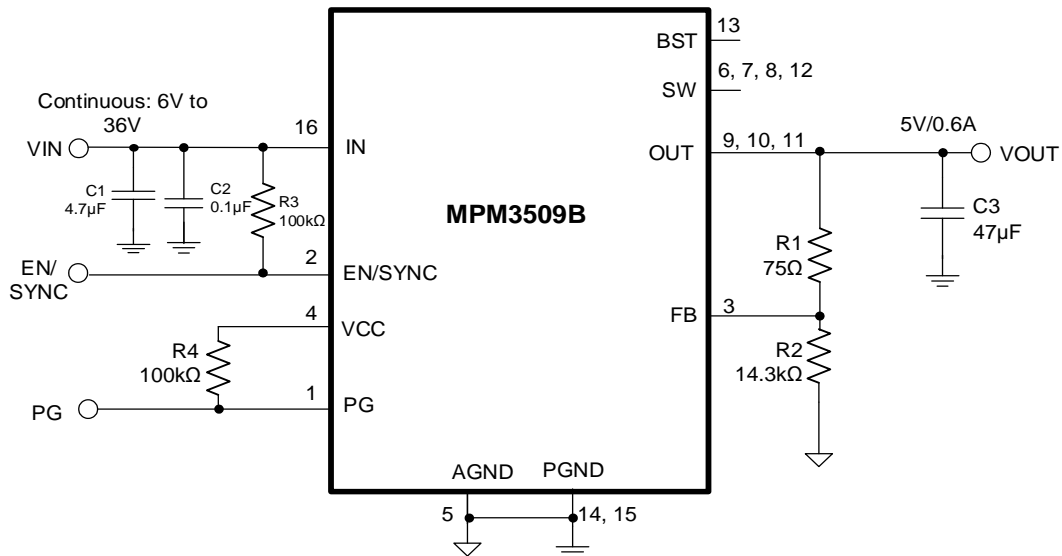 13
BST
6, 7, 8, 12
SW
Continuous: 6V to
36V
16
5V/0.6A
VIN
IN
OUT
9, 10, 11
VOUT
C1
4.7µF
C2
0.1µF
R3
100kΩ
MPM3509B
C3
47µF
R1
75Ω
EN/
SYNC
2
EN/SYNC
4
VCC
FB
3
R4
100kΩ
R2
14.3kΩ
PG
1
PG
AGND
PGND
5
14, 15